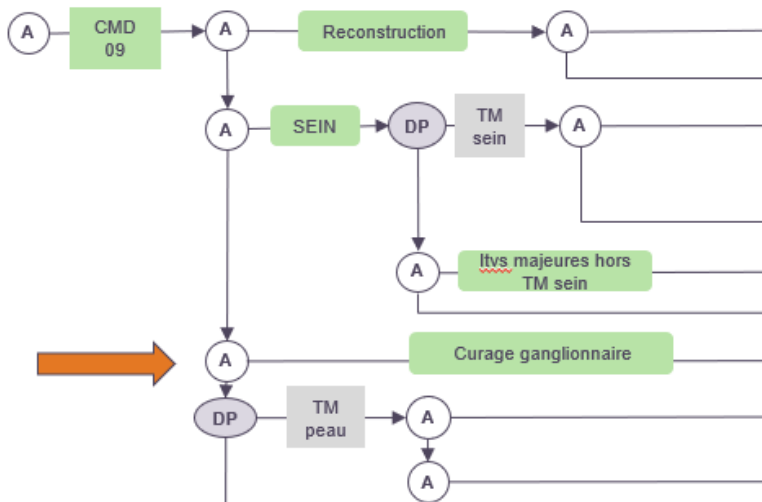 A
CMD
09
A
Reconstruction
A
A
SEIN
DP
TM
sein
A
A
Itvs majeures hors
TM sein
A
Curage ganglionnaire
DP
TM
peau
A
A